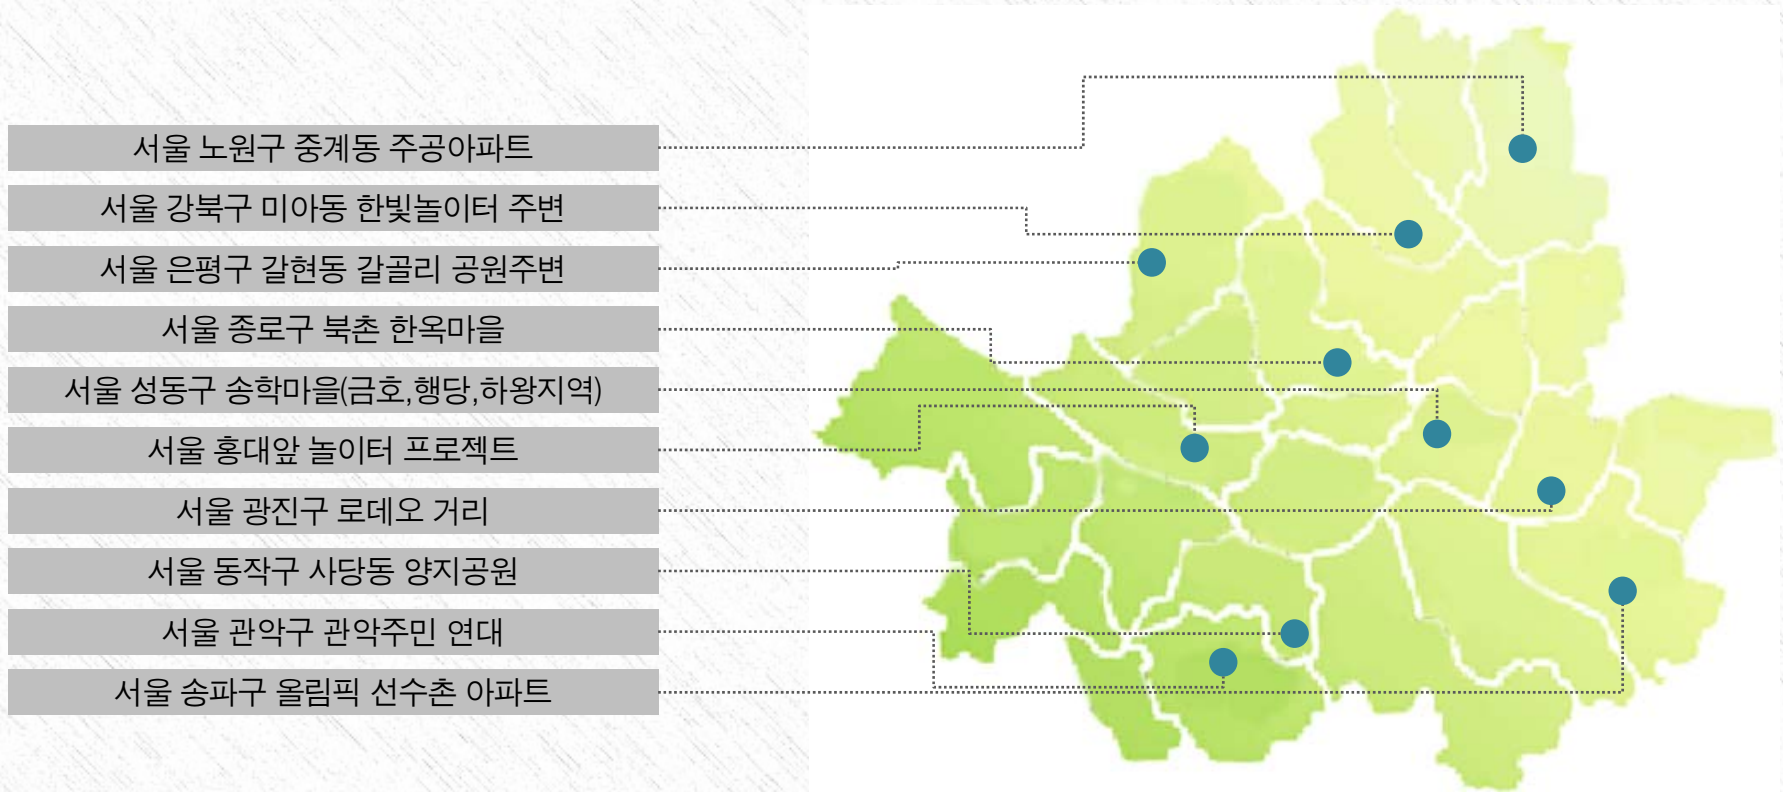 서울 노원구 중계동 주공아파트
서울 강북구 미아동 한빛놀이터 주변
서울 은평구 갈현동 갈골리 공원주변
서울 종로구 북촌 한옥마을
서울 성동구 송학마을(금호,행당,하왕지역)
서울 홍대앞 놀이터 프로젝트
서울 광진구 로데오 거리
서울 동작구 사당동 양지공원
서울 관악구 관악주민 연대
서울 송파구 올림픽 선수촌 아파트